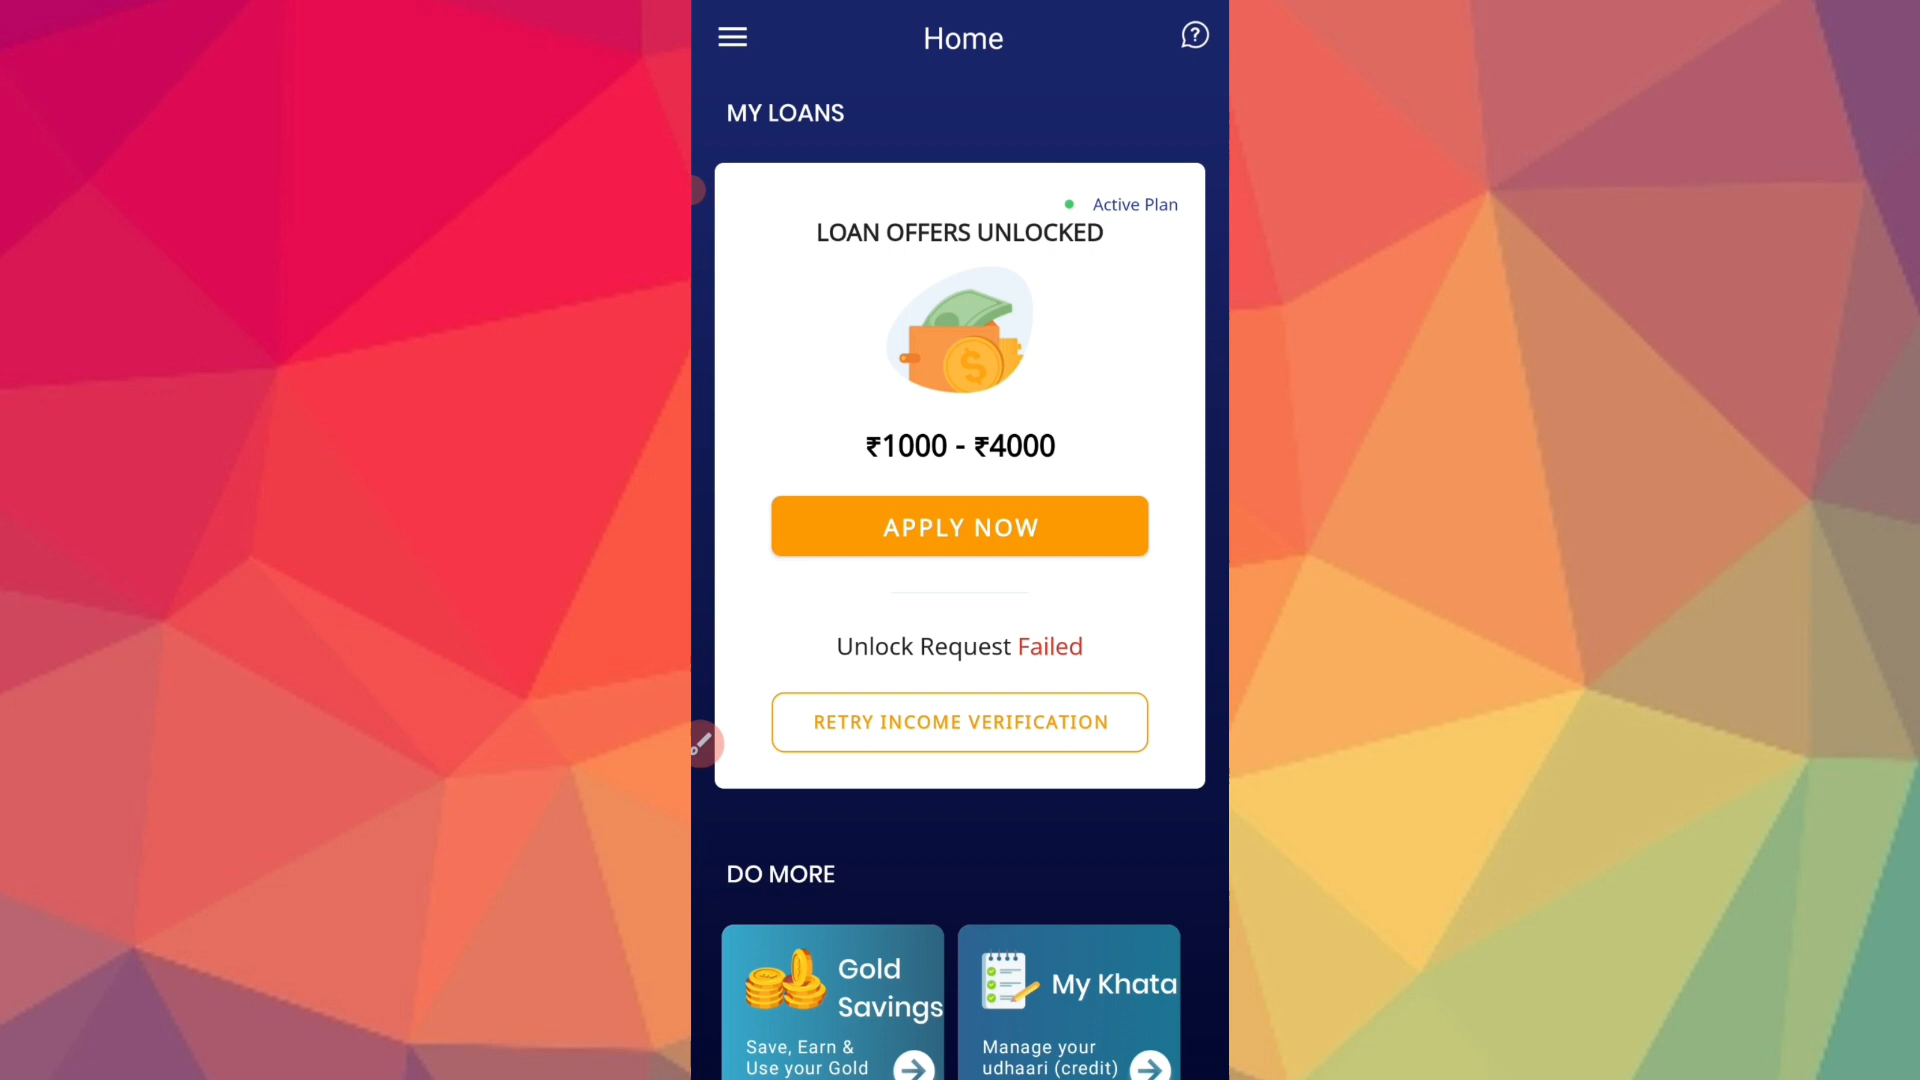 Home
MY LOANS
Active Plan
LOAN OFFERS UNLOCKED
₹1000 - ₹4000
APPLY NOW
Unlock Request Failed
RETRY INCOME VERIFICATION
DO MORE
Gold
Savings
Save, Earn &
Use your Gold
My Khata
Manage your
udhaari (credit)